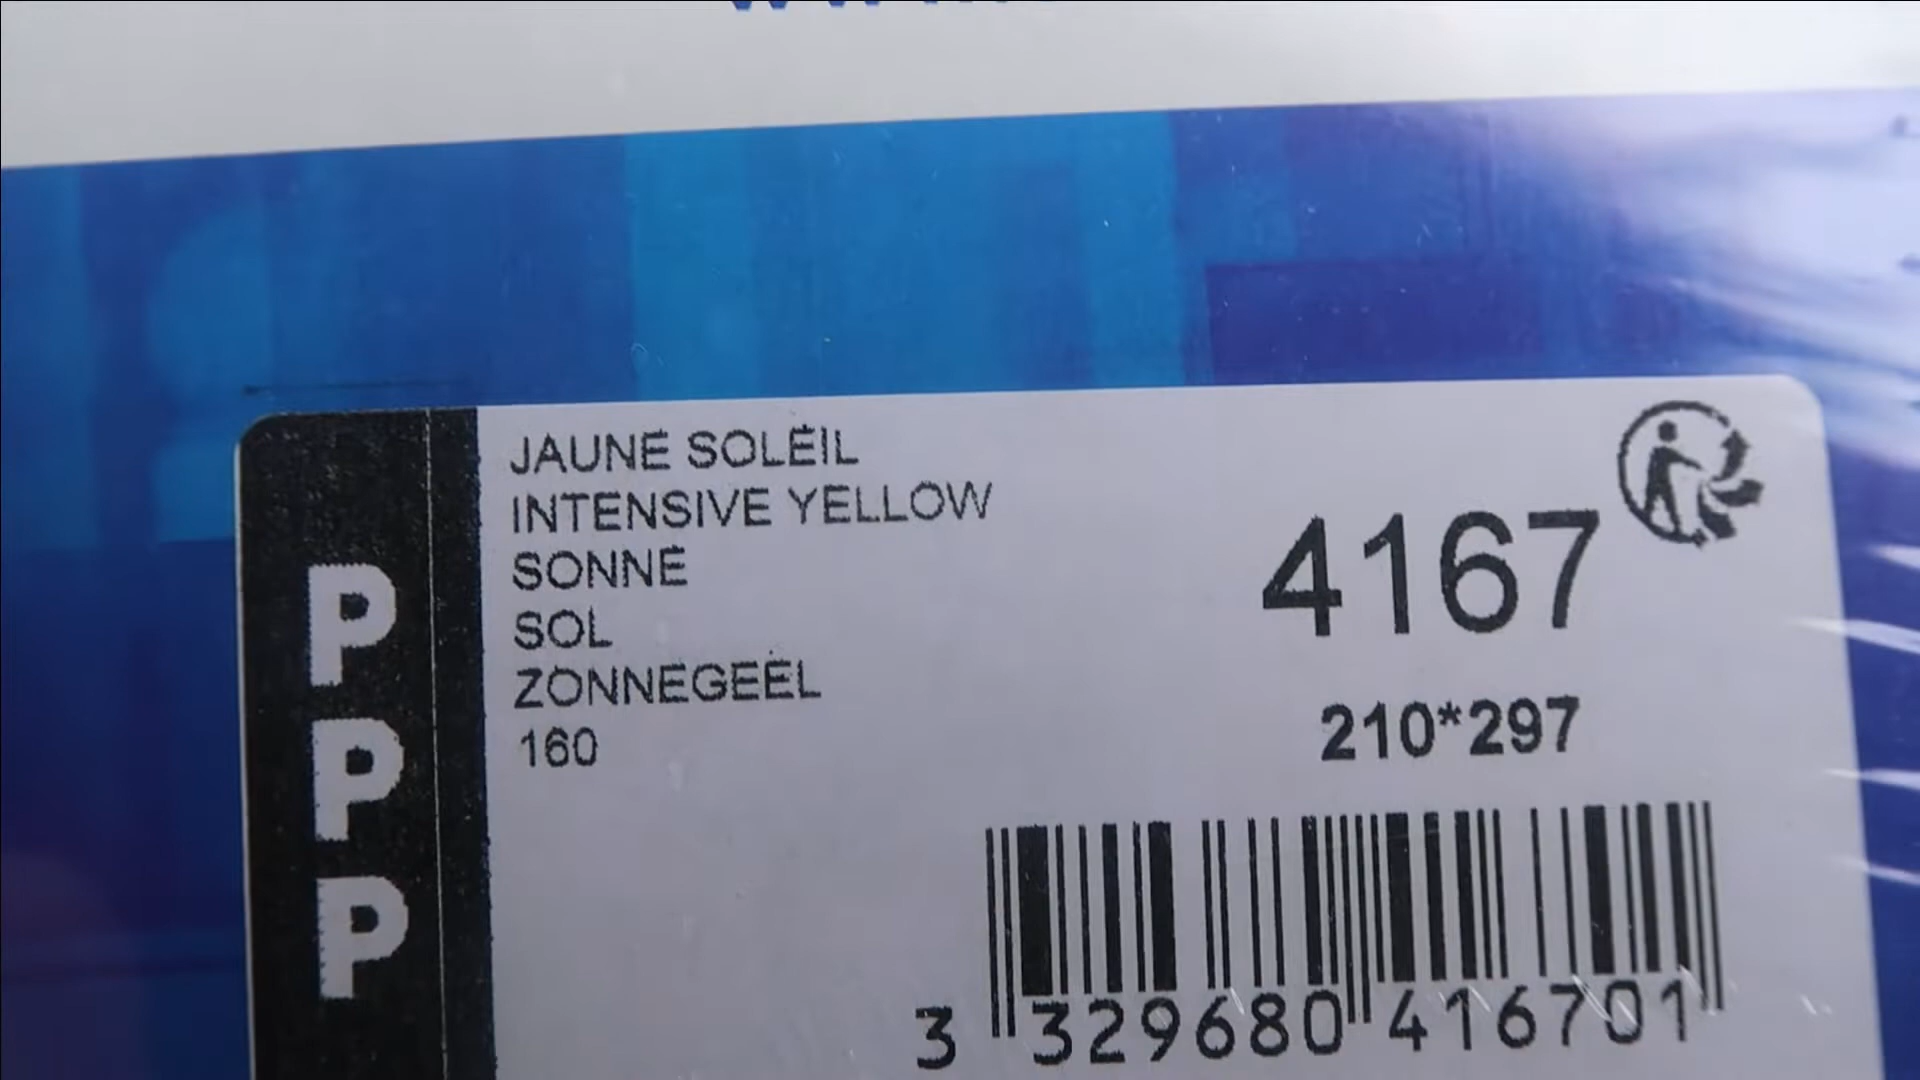 JAUNE SOLEIL
INTENSIVE YELLOW
SONNE
SOL
ZONNEGEEL
160
4167
210*297
P
P
P
3 329680 416701